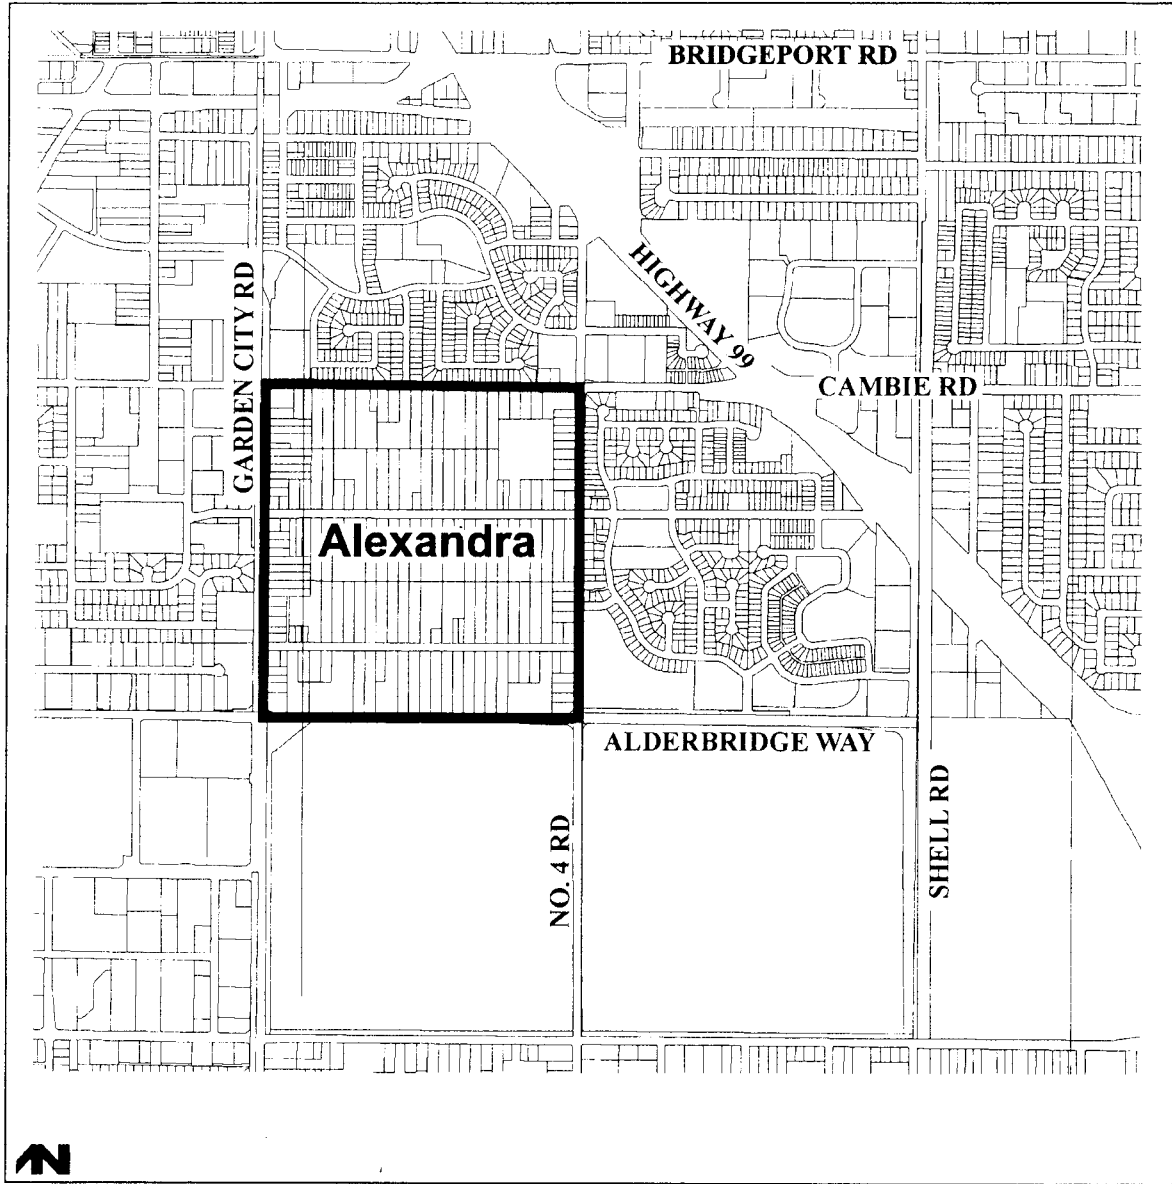 BRIDGEPORT RD
HIGHWAY 99
GARDEN CITY RD
CAMBIE RD
Alexandra
ALDERBRIDGE WAY
NO. 4 RD
SHELL RD
N